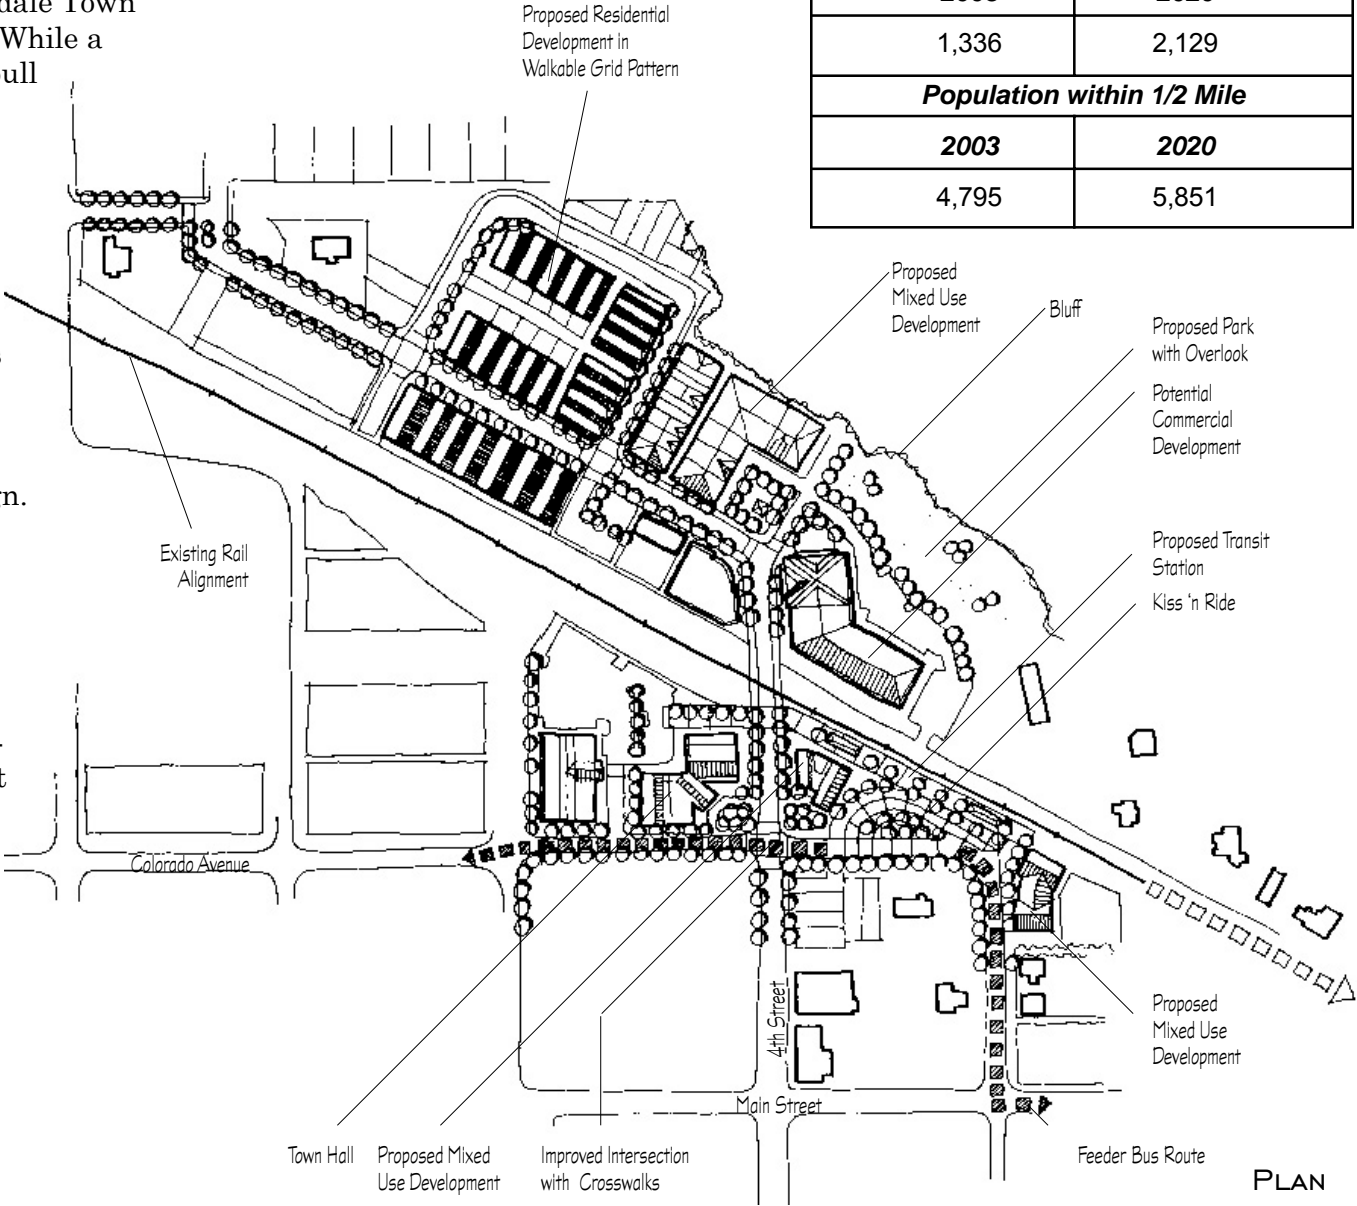 dale Town
While a
Proposed Residential
Development in
Walkable Grid Pattern
1,336 2,129
Population within 1/2 Mile
2003 2020
4,795 5,851
Proposed
Mixed Use
Development
Bluff
Proposed Park
with Overlook
Potential
Commercial
Development
Existing Rail
Alignment
Proposed Transit
Station
Kiss 'n Ride
Colorado Avenue
4th Street
Main Street
Proposed
Mixed Use
Development
Town Hall
Proposed Mixed
Use Development
Improved Intersection
with Crosswalks
Feeder Bus Route
PLAN